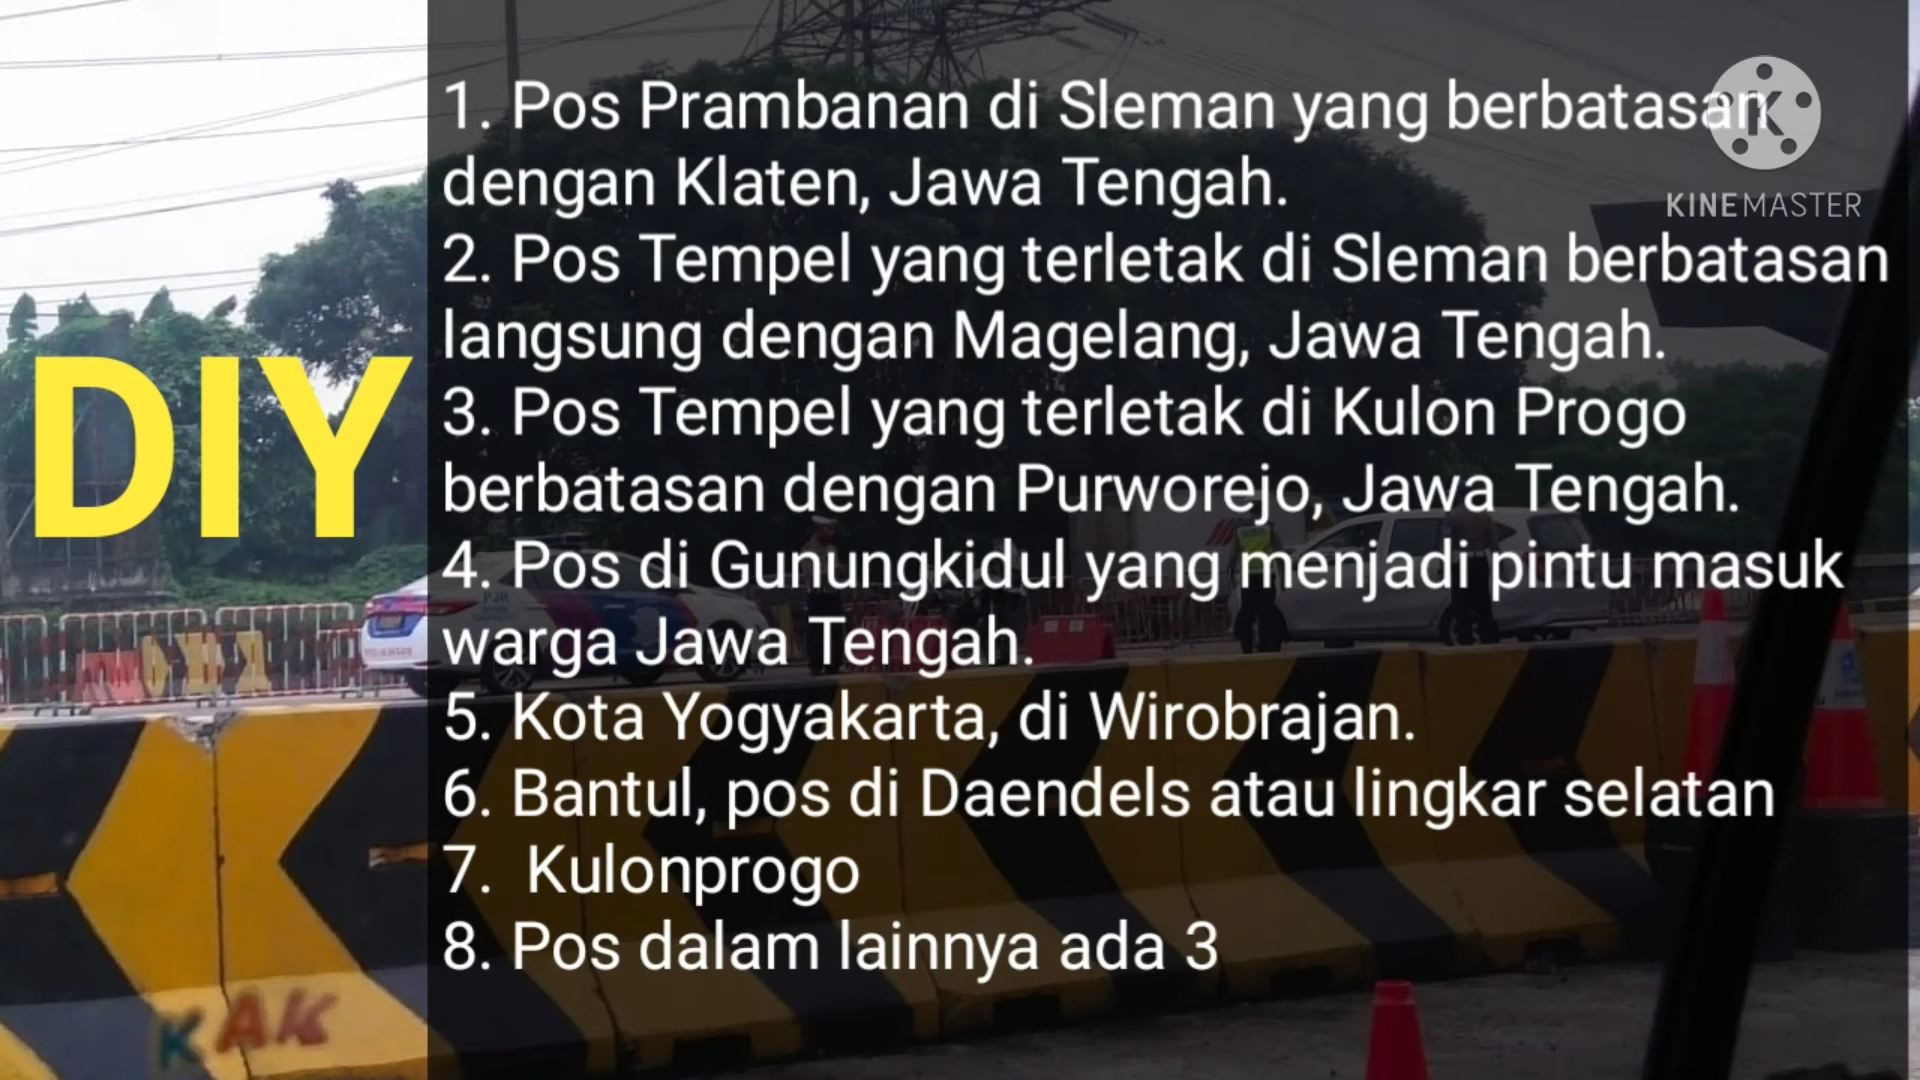 DIY
1. Pos Prambanan di Sleman yang berbatasan
dengan Klaten, Jawa Tengah.
2. Pos Tempel yang terletak di Sleman berbatasan
langsung dengan Magelang, Jawa Tengah.
3. Pos Tempel yang terletak di Kulon Progo
berbatasan dengan Purworejo, Jawa Tengah.
4. Pos di Gunungkidul yang menjadi pintu masuk
warga Jawa Tengah.
5. Kota Yogyakarta, di Wirobrajan.
6. Bantul, pos di Daendels atau lingkar selatan
7.  Kulonprogo
8. Pos dalam lainnya ada 3
K
KINEMASTER
PJR
KAK